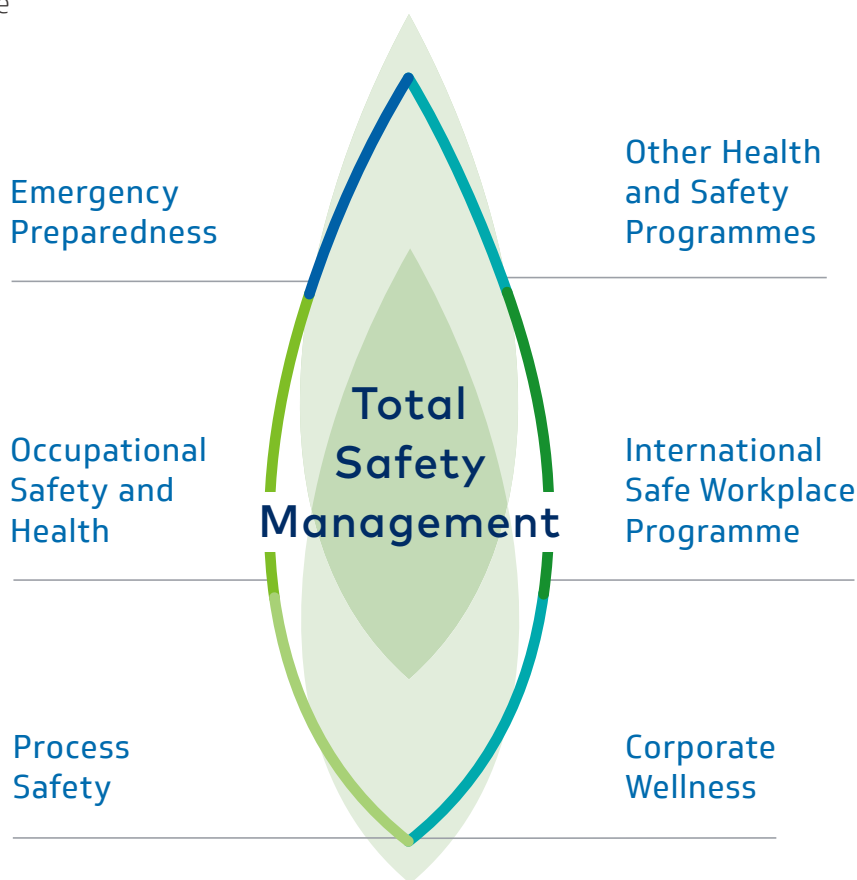 e
Emergency
Preparedness
Other Health
and Safety
Programmes
Total
Safety
Management
Occupational
Safety and
Health
International
Safe Workplace
Programme
Process
Safety
Corporate
Wellness